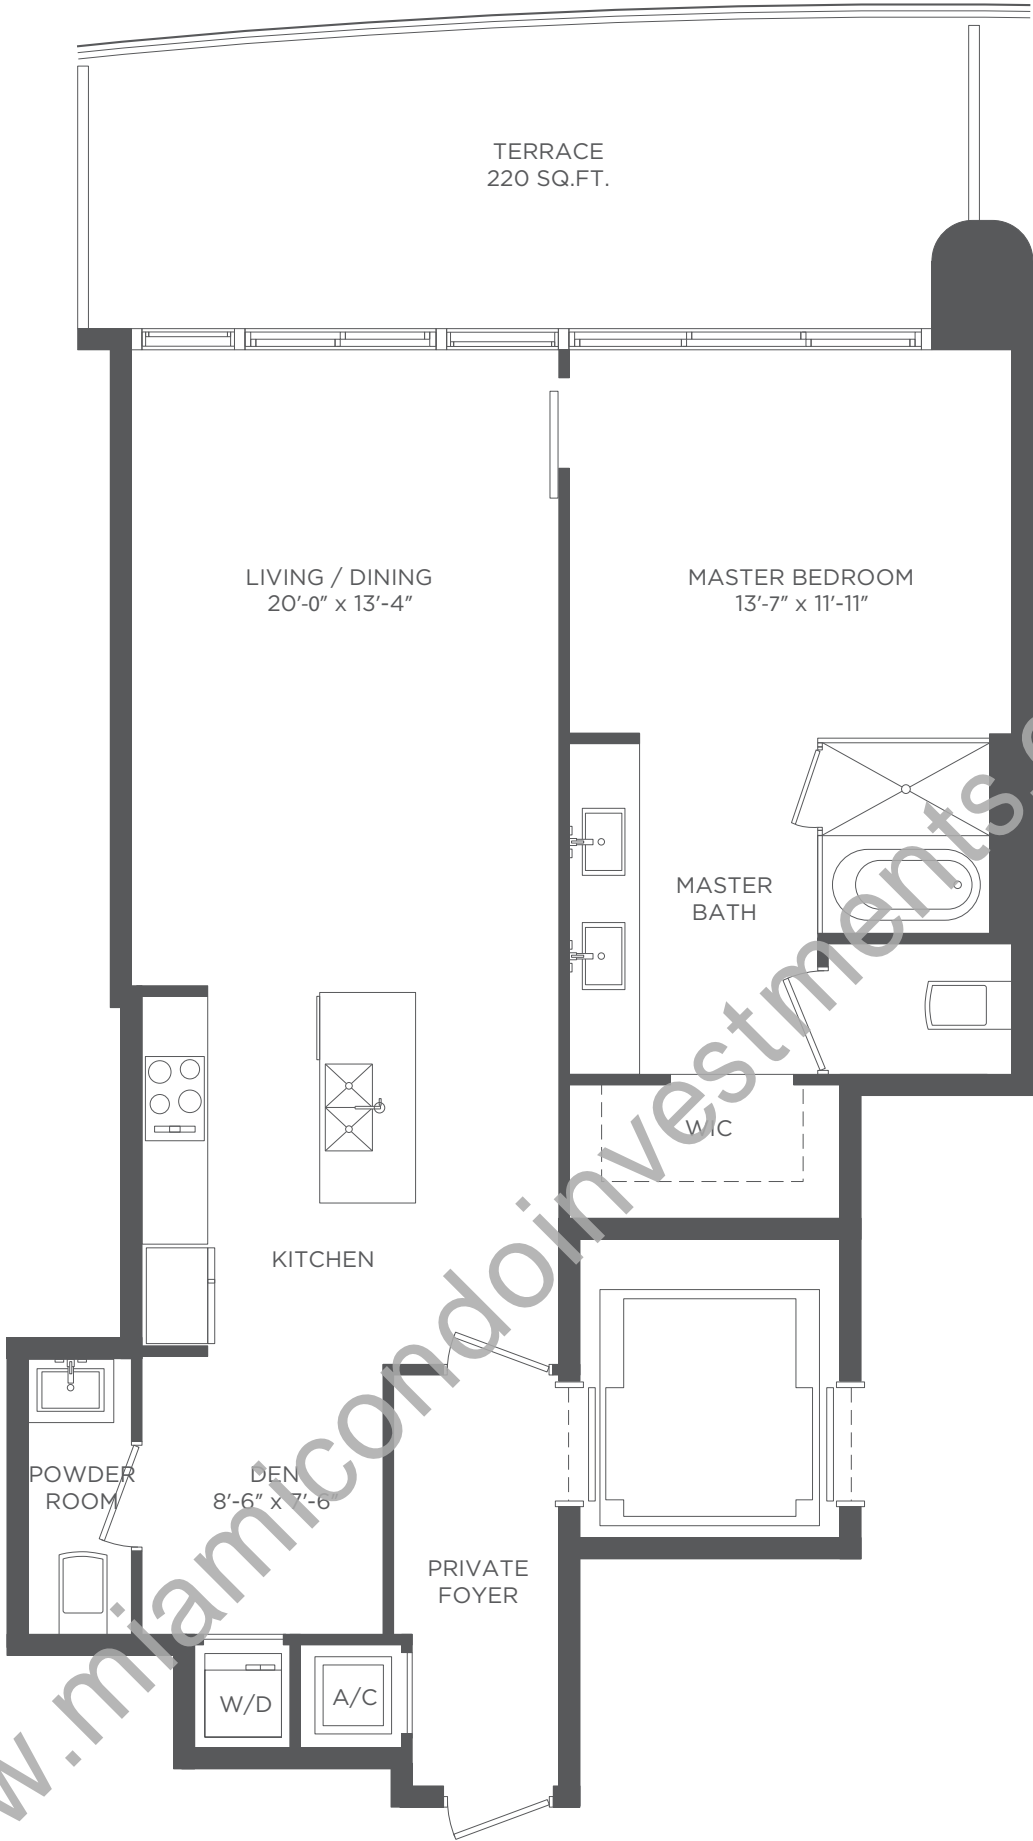 TERRACE
220 SQ.FT.
LIVING / DINING
20'-0" x 13'-4"
MASTER BEDROOM
13'-7" x 11'-11"
MASTER
BATH
WIC
KITCHEN
POWDER
ROOM
DEN
8'-6" x 7'-6"
PRIVATE
FOYER
W/D
A/C
w.miamicondoinvestments.